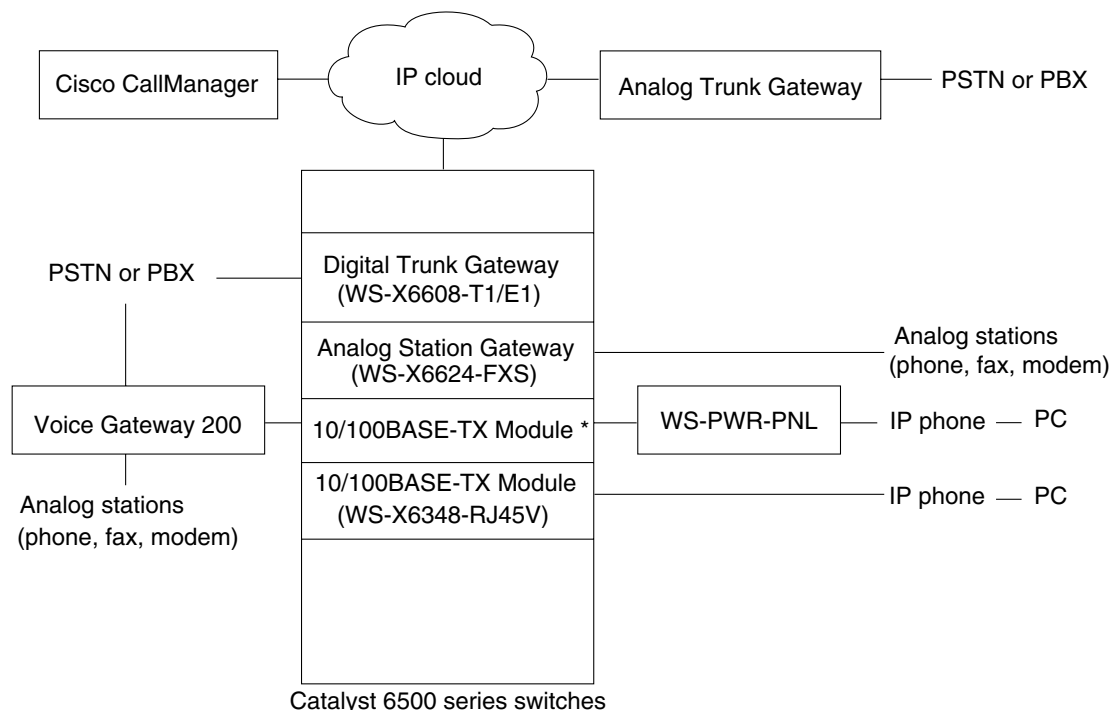 Cisco CallManager
IP cloud
Analog Trunk Gateway
PSTN or PBX
PSTN or PBX
Digital Trunk Gateway
(WS-X6608-T1/E1)
Analog Station Gateway
(WS-X6624-FXS)
Analog stations
(phone, fax, modem)
Voice Gateway 200
10/100BASE-TX Module *
WS-PWR-PNL
IP phone
PC
10/100BASE-TX Module
(WS-X6348-RJ45V)
IP phone
PC
Analog stations
(phone, fax, modem)
Catalyst 6500 series switches